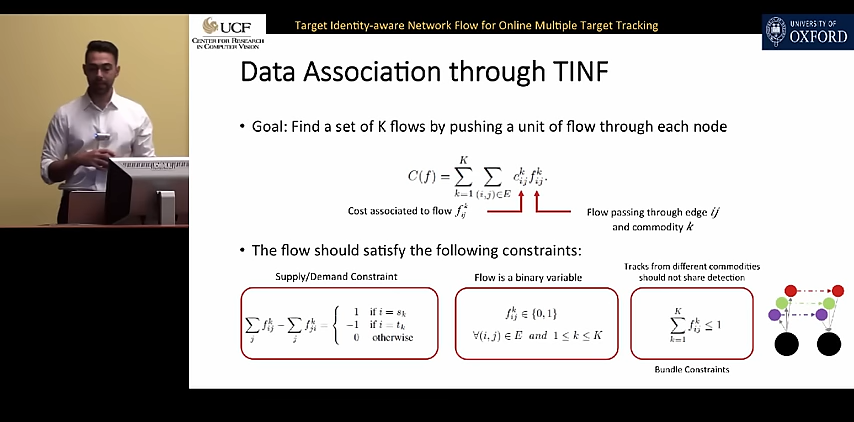 UCF
CENTER FOR RESEARCH
IN COMPUTER VISION
Target Identity-aware Network Flow for Online Multiple Target Tracking
UNIVERSITY OF
OXFORD
Data Association through TINF
• Goal: Find a set of K flows by pushing a unit of flow through each node
C(f) = ∑_{k=1}^{K} ∑_{(i,j)∈E} c_{ij}^k f_{ij}^k,
Cost associated to flow f_{ij}^k
Flow passing through edge ij
and commodity k
• The flow should satisfy the following constraints:
Supply/Demand Constraint
∑_j f_{ij}^k − ∑_j f_{ji}^k = { 1 if i = s_k
−1 if i = t_k
0 otherwise
Flow is a binary variable
f_{ij}^k ∈ {0,1}
∀(i,j) ∈ E and 1 ≤ k ≤ K
Tracks from different commodities
should not share detection
∑_{k=1}^{K} f_{ij}^k ≤ 1
Bundle Constraints